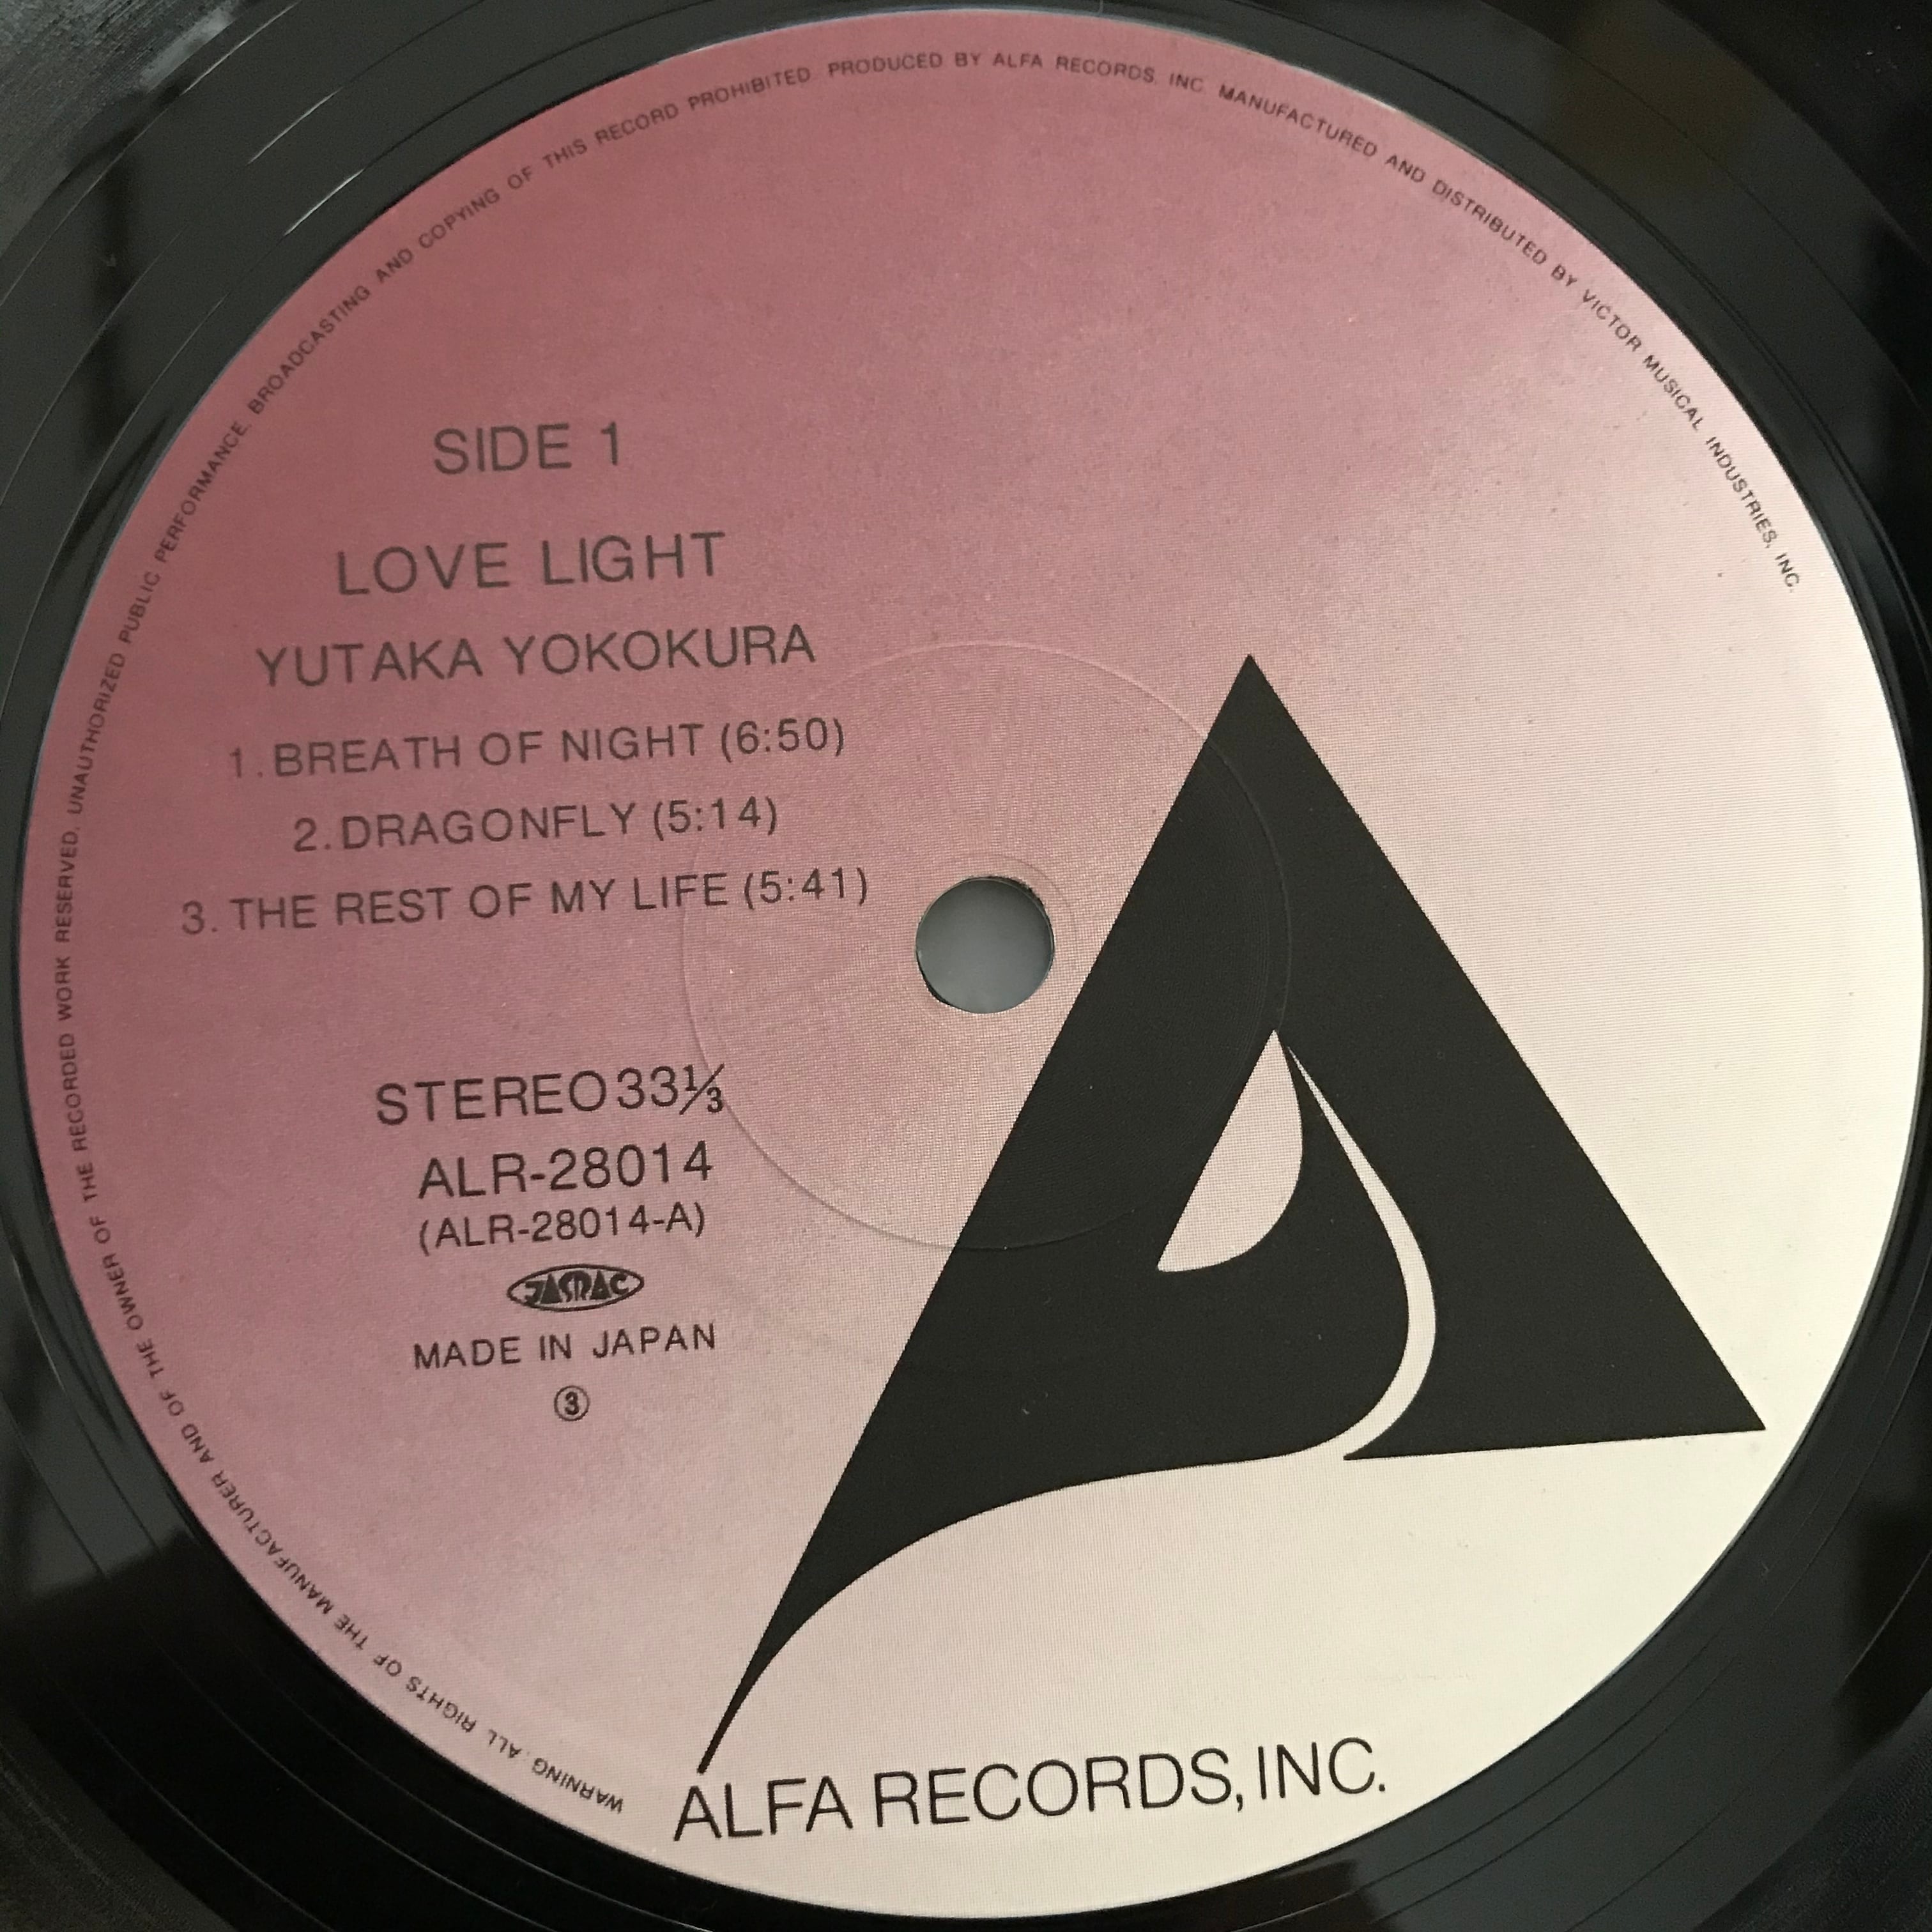 SIDE 1
LOVE LIGHT
YUTAKA YOKOKURA
1. BREATH OF NIGHT (6:50)
2. DRAGONFLY (5:14)
3. THE REST OF MY LIFE (5:41)
STEREO 33⅓
ALR-28014
(ALR-28014-A)
JASRAC
MADE IN JAPAN
③
ALFA RECORDS, INC.
WARNING. ALL RIGHTS OF THE MANUFACTURER AND OF THE OWNER OF THE RECORDED WORK RESERVED. UNAUTHORIZED PUBLIC PERFORMANCE, BROADCASTING AND COPYING OF THIS RECORD PROHIBITED. PRODUCED BY ALFA RECORDS, INC. MANUFACTURED AND DISTRIBUTED BY VICTOR MUSICAL INDUSTRIES, INC.